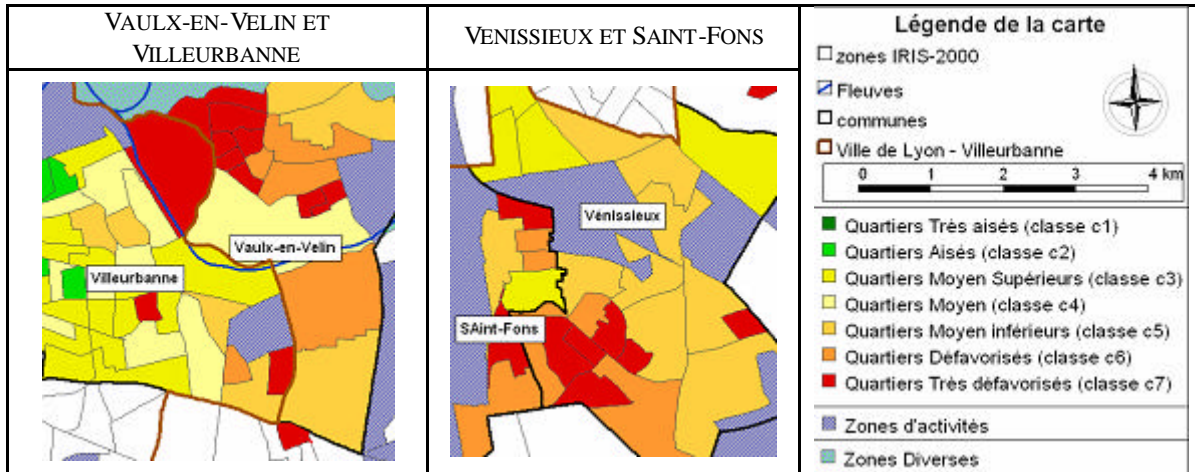 VAULX-EN-VELIN ET
VILLEURBANNE
VENISSIEUX ET SAINT-FONS
Vaulx-en-Velin
Villeurbanne
Vénissieux
SAint-Fons
Légende de la carte
zones IRIS-2000
Fleuves
communes
Ville de Lyon - Villeurbanne
0 1 2 3 4 km
Quartiers Très aisés (classe c1)
Quartiers Aisés (classe c2)
Quartiers Moyen Supérieurs (classe c3)
Quartiers Moyen (classe c4)
Quartiers Moyen inférieurs (classe c5)
Quartiers Défavorisés (classe c6)
Quartiers Très défavorisés (classe c7)
Zones d'activités
Zones Diverses